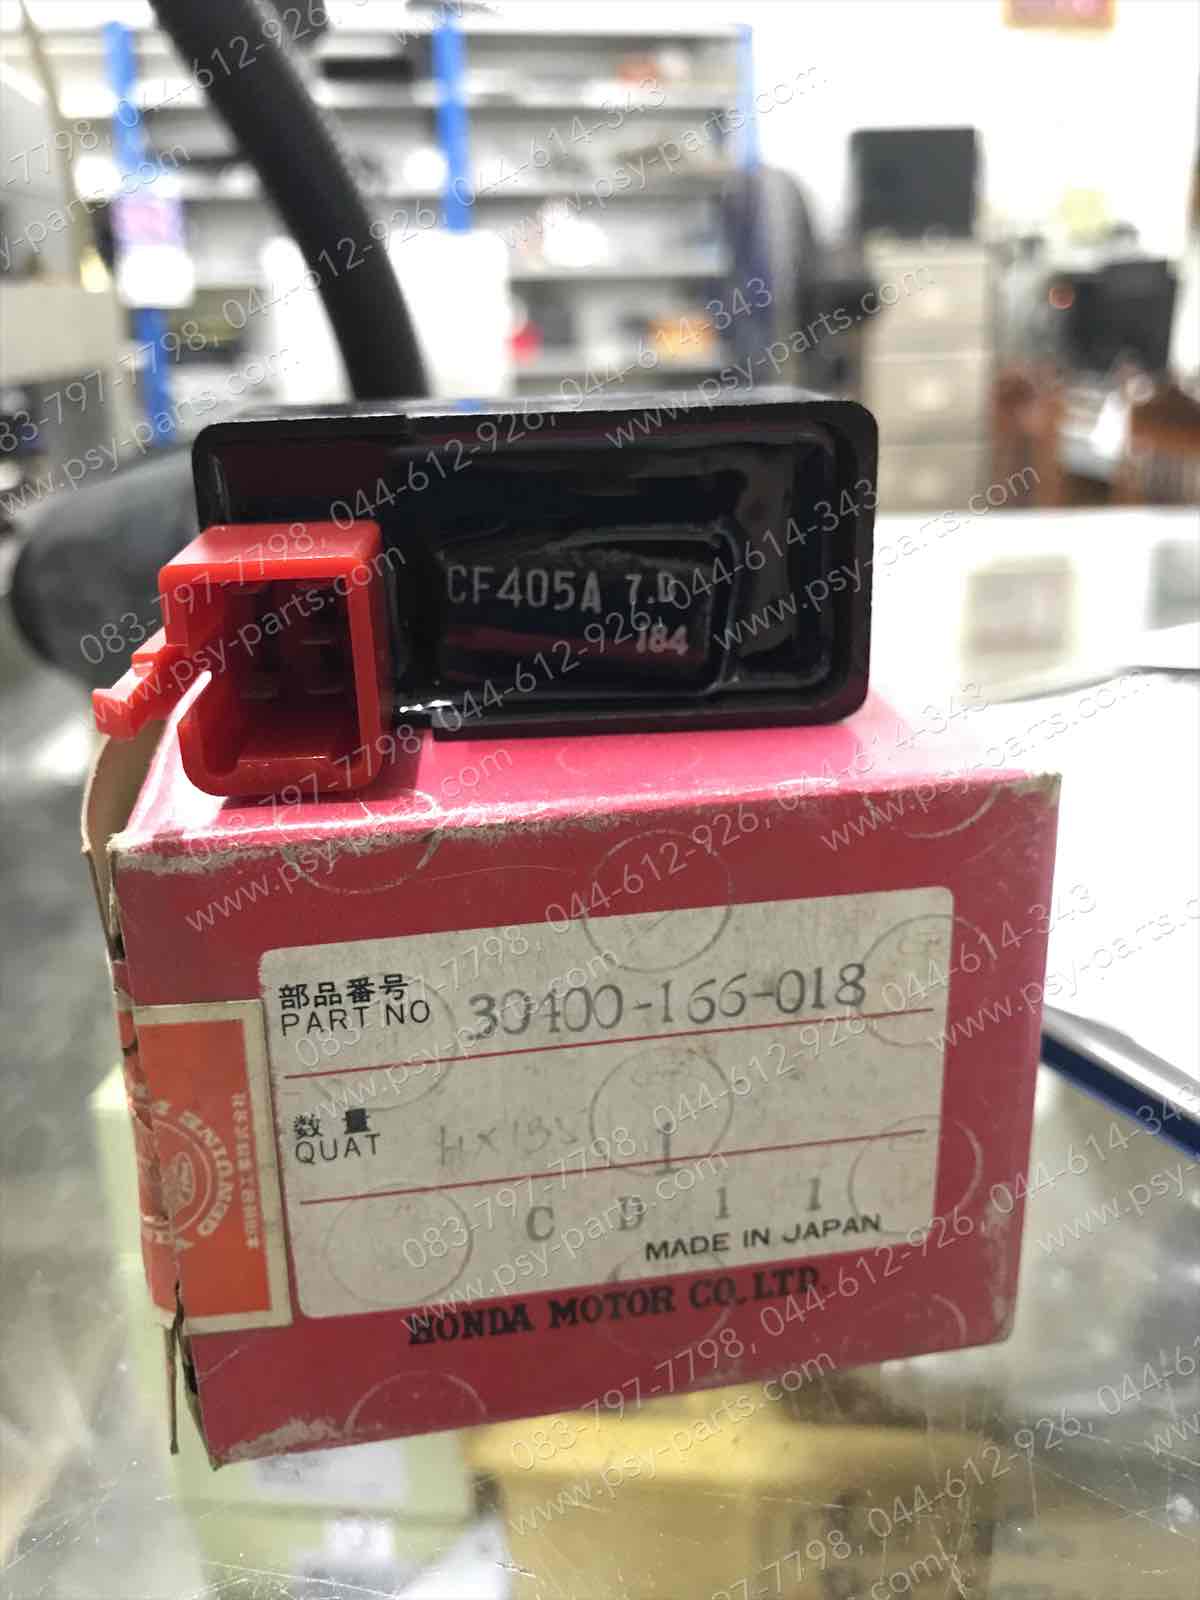 CF405A 7.D
184
部品番号
PART NO 30400-166-018
数量
QUAT 1
C D 1 1
MADE IN JAPAN
HONDA MOTOR CO., LTD.
GENUINE
083-797-7798, 044-612-926, 044-614-343
www.psy-parts.com